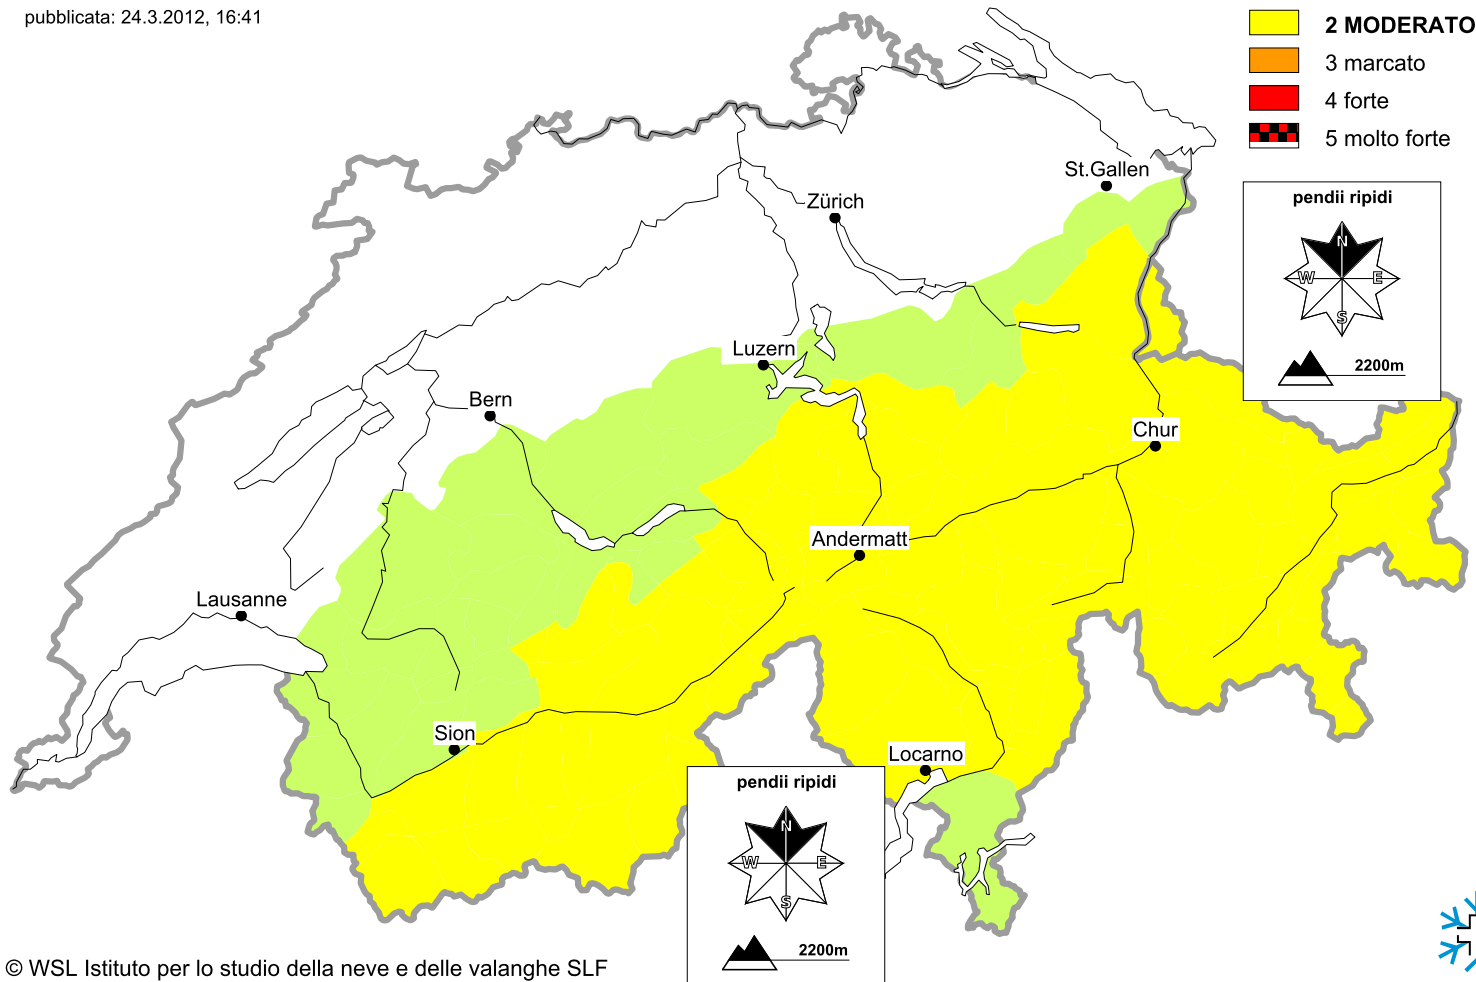 pubblicata: 24.3.2012, 16:41
2 MODERATO
3 marcato
4 forte
5 molto forte
St.Gallen
Zürich
pendii ripidi
N
W E
S
2200m
Luzern
Bern
Chur
Andermatt
Lausanne
Sion
Locarno
pendii ripidi
N
W E
S
2200m
© WSL Istituto per lo studio della neve e delle valanghe SLF